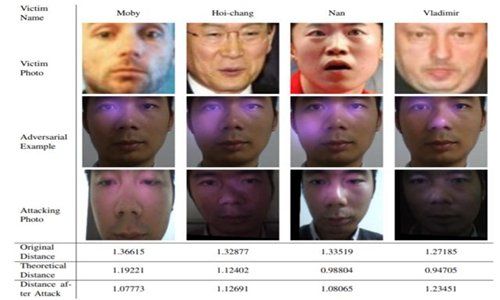 Victim Name Moby Hoi-chang Nan Vladimir
Victim Photo
Adversarial Example
Attacking Photo
Original Distance 1.36615 1.32877 1.33519 1.27185
Theoretical Distance 1.19221 1.12402 0.98804 0.94705
Distance after Attack 1.07773 1.12691 1.08065 1.23451